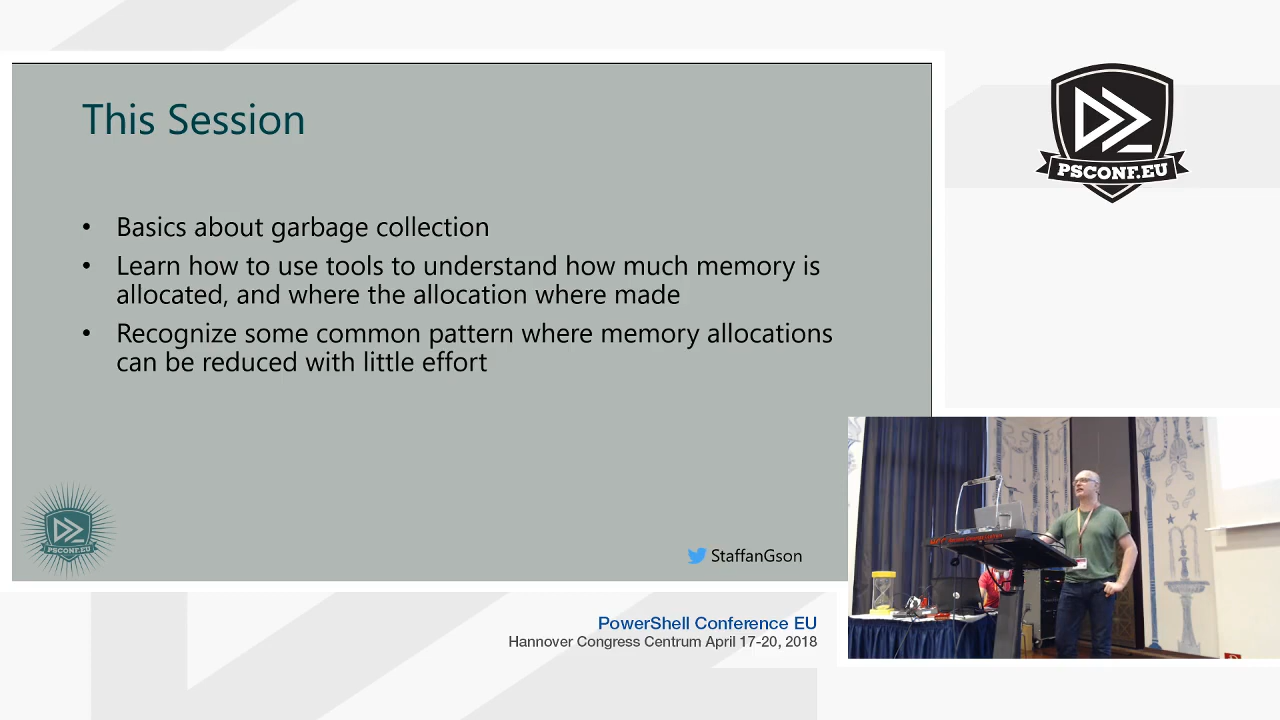 This Session
• Basics about garbage collection
• Learn how to use tools to understand how much memory is
allocated, and where the allocation where made
• Recognize some common pattern where memory allocations
can be reduced with little effort
PSCONF.EU
StaffanGson
PSCONF.EU
PowerShell Conference EU
Hannover Congress Centrum April 17-20, 2018